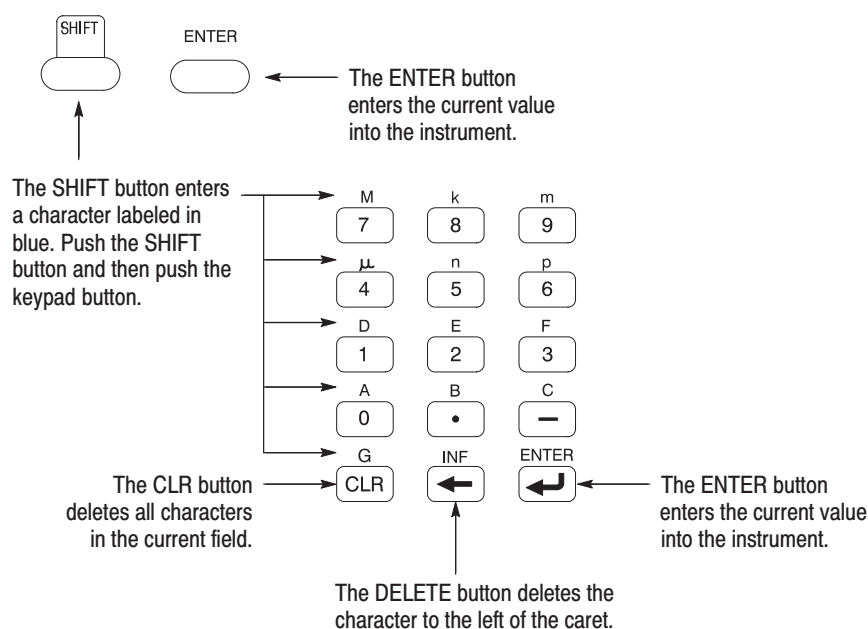 SHIFT
ENTER
The ENTER button
enters the current value
into the instrument.
The SHIFT button enters
a character labeled in
blue. Push the SHIFT
button and then push the
keypad button.
M k m
7 8 9
μ n p
4 5 6
D E F
1 2 3
A B C
0 • —
G INF ENTER
CLR
The CLR button
deletes all characters
in the current field.
The ENTER button
enters the current value
into the instrument.
The DELETE button deletes the
character to the left of the caret.